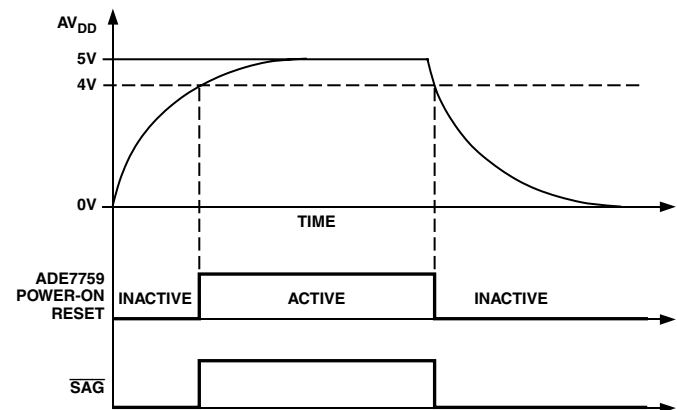 AVDD
5V
4V
0V
TIME
ADE7759
POWER-ON
RESET
INACTIVE
ACTIVE
INACTIVE
SAG